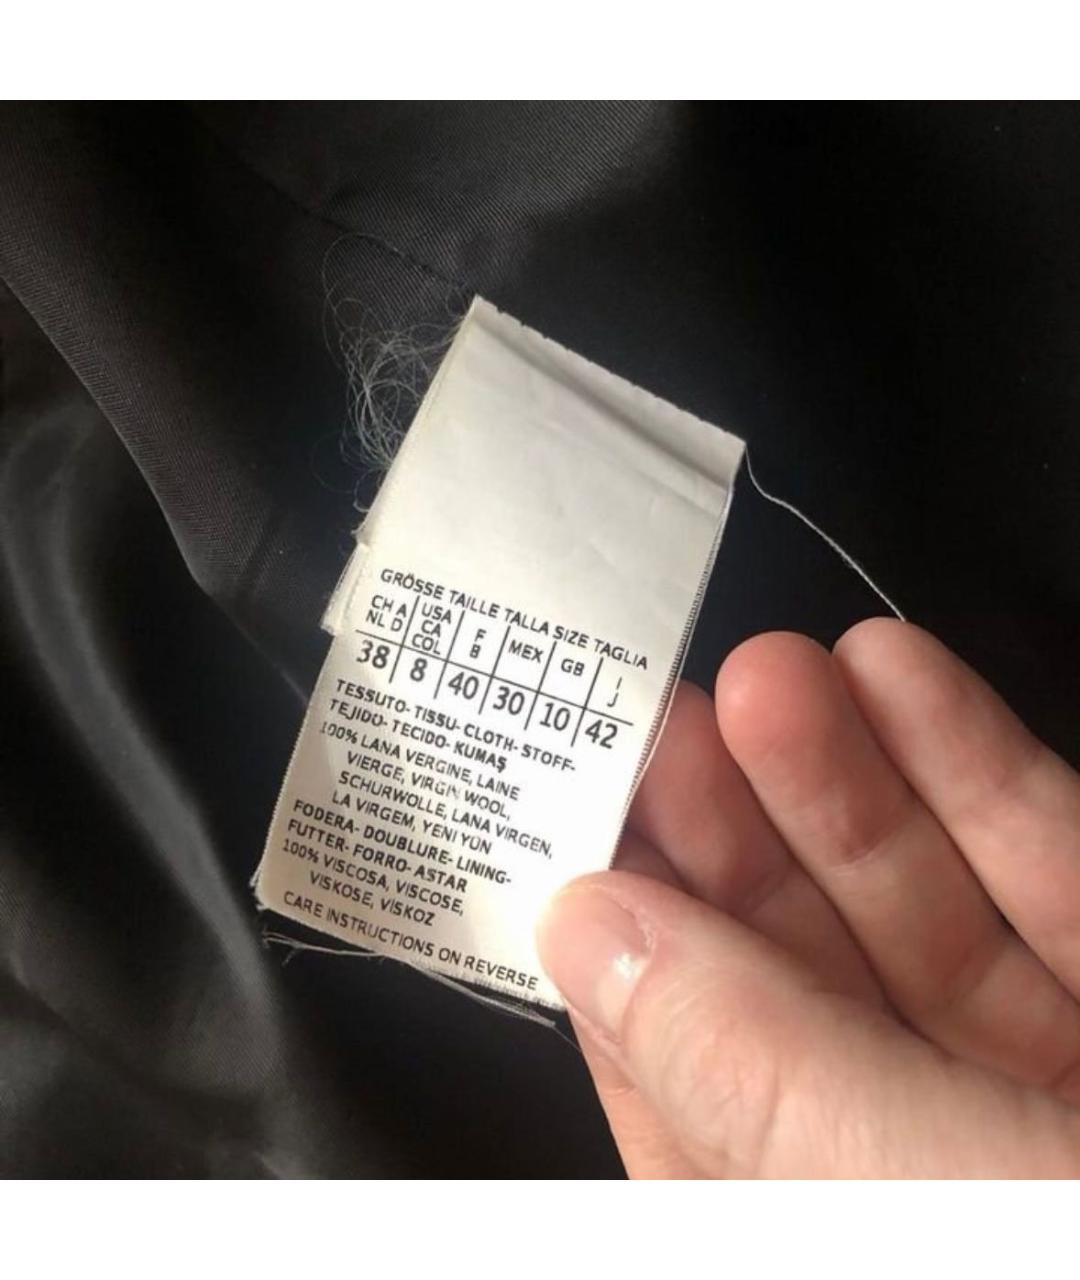 GRÖSSE TAILLE TALLA SIZE TAGLIA
CH A NL D | USA CA COL | F B | MEX | GB | I J
38 | 8 | 40 | 30 | 10 | 42
TESSUTO- TISSU- CLOTH- STOFF-
TEJIDO- TECIDO- KUMAŞ
100% LANA VERGINE, LAINE
VIERGE, VIRGIN WOOL,
SCHURWOLLE, LANA VIRGEN,
LA VIRGEM, YENI YÜN
FODERA- DOUBLURE- LINING-
FUTTER- FORRO- ASTAR
100% VISCOSA, VISCOSE,
VISKOSE, VISKOZ
CARE INSTRUCTIONS ON REVERSE